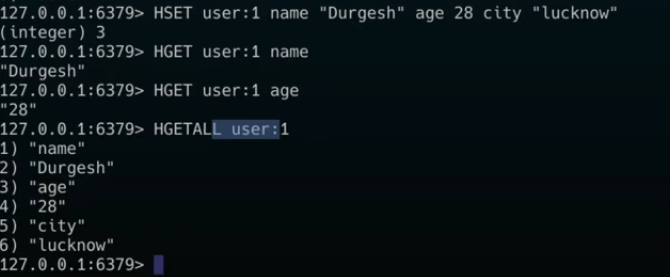 127.0.0.1:6379> HSET user:1 name "Durgesh" age 28 city "lucknow"
(integer) 3
127.0.0.1:6379> HGET user:1 name
"Durgesh"
127.0.0.1:6379> HGET user:1 age
"28"
127.0.0.1:6379> HGETALL user:1
1) "name"
2) "Durgesh"
3) "age"
4) "28"
5) "city"
6) "lucknow"
127.0.0.1:6379>